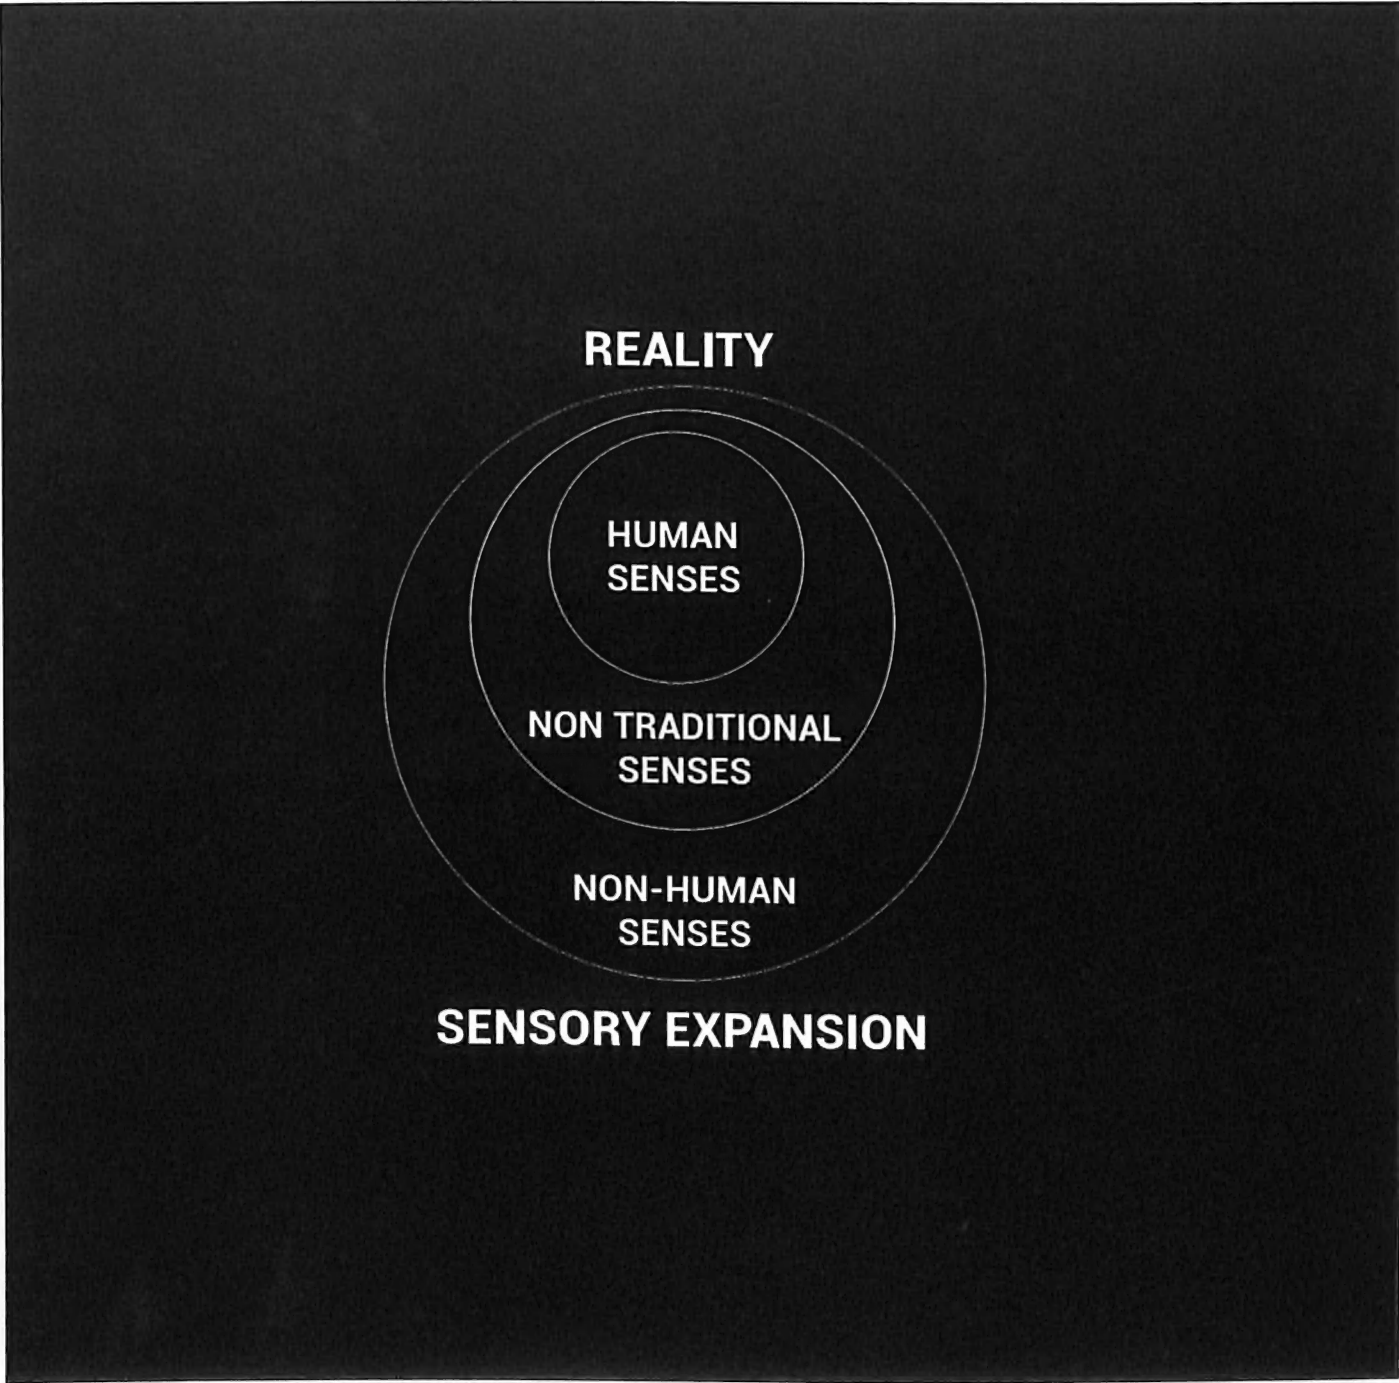 REALITY
HUMAN
SENSES
NON TRADITIONAL
SENSES
NON-HUMAN
SENSES
SENSORY EXPANSION